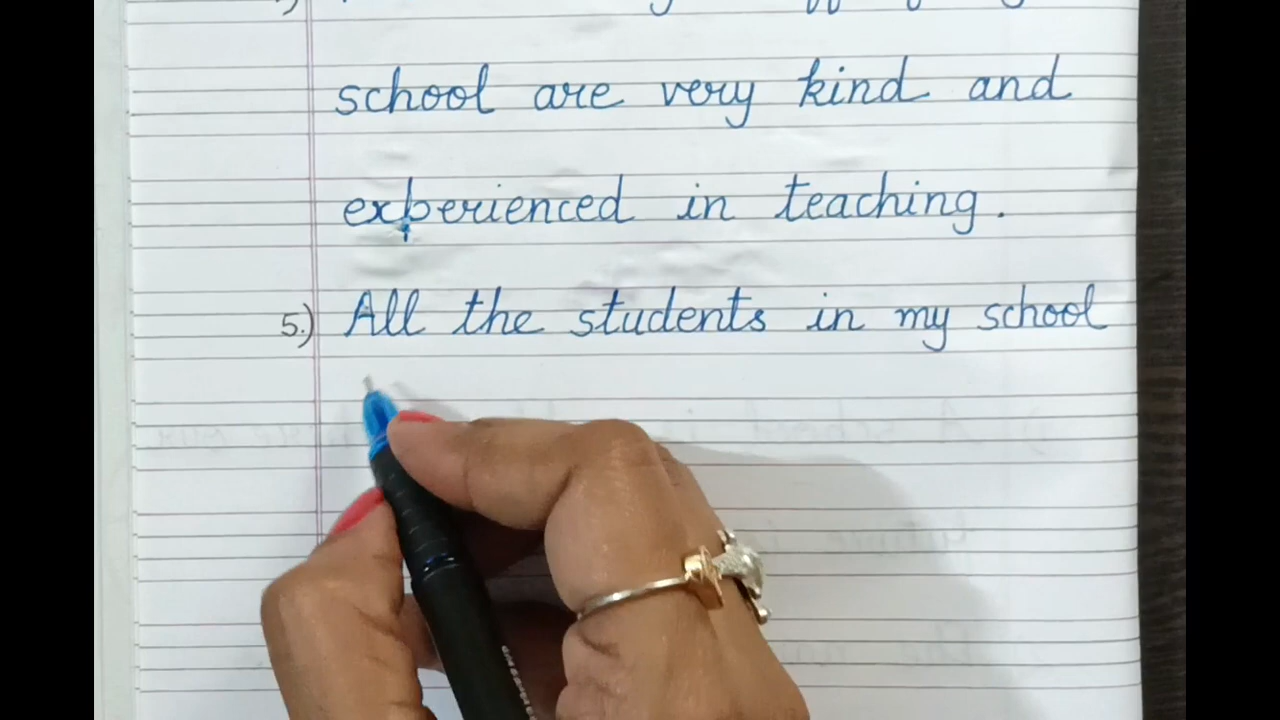 school are very kind and
experienced in teaching.
5.) All the students in my school